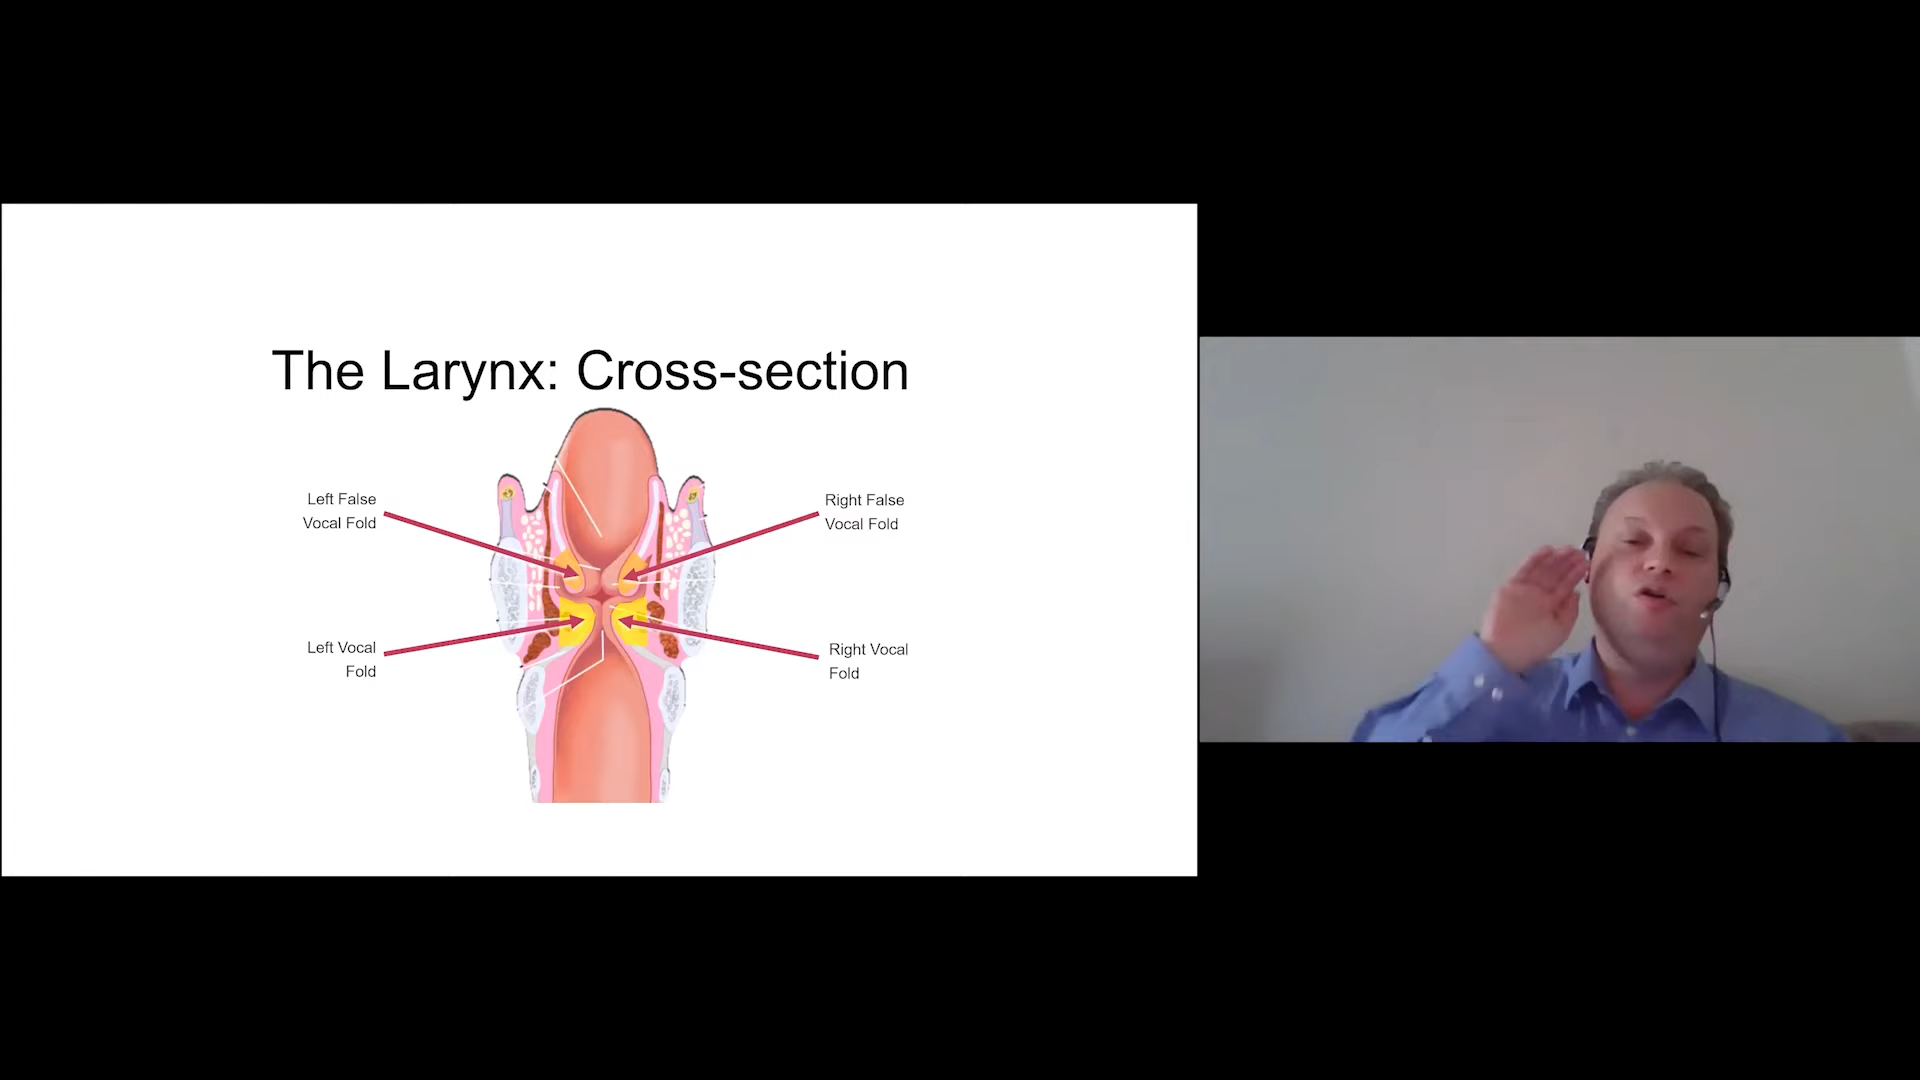 The Larynx: Cross-section
Left False
Vocal Fold
Right False
Vocal Fold
Left Vocal
Fold
Right Vocal
Fold